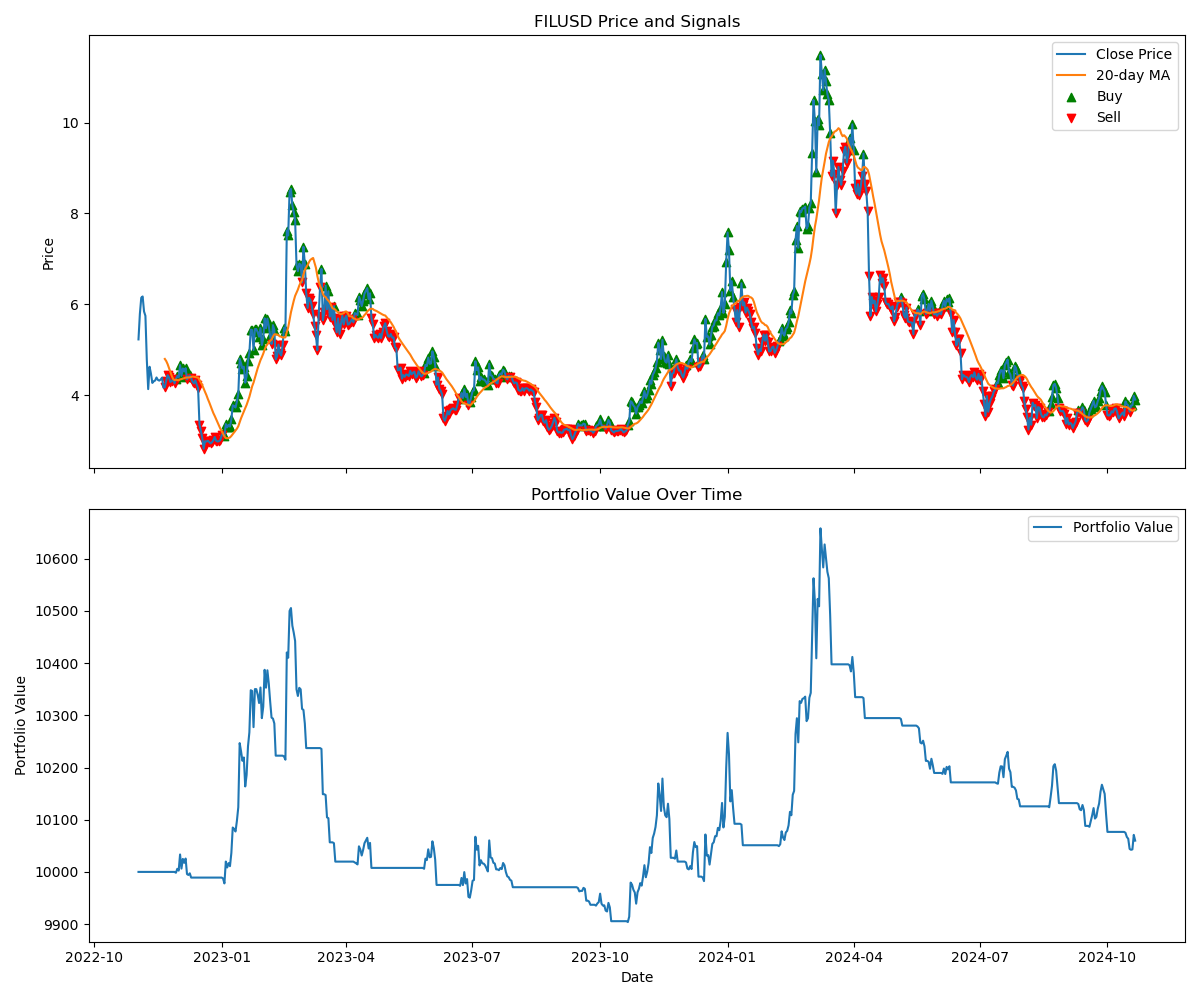 FILUSD Price and Signals
Close Price
20-day MA
Buy
Sell
10
8
6
4
Price
Portfolio Value Over Time
Portfolio Value
10600
10500
10400
10300
10200
10100
10000
9900
Portfolio Value
2022-10
2023-01
2023-04
2023-07
2023-10
2024-01
2024-04
2024-07
2024-10
Date